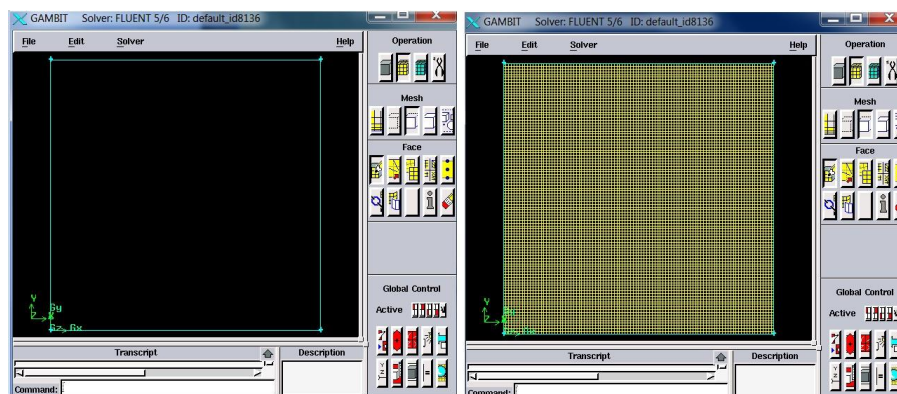 GAMBIT Solver: FLUENT 5/6 ID: default_id8136
File Edit Solver Help
Operation
Mesh
Face
Y
Z
Gy
Gx
Global Control
Active
Transcript
Description
Command:
GAMBIT Solver: FLUENT 5/6 ID: default_id8136
File Edit Solver Help
Operation
Mesh
Face
Y
Z
Global Control
Active
Transcript
Description
Command: